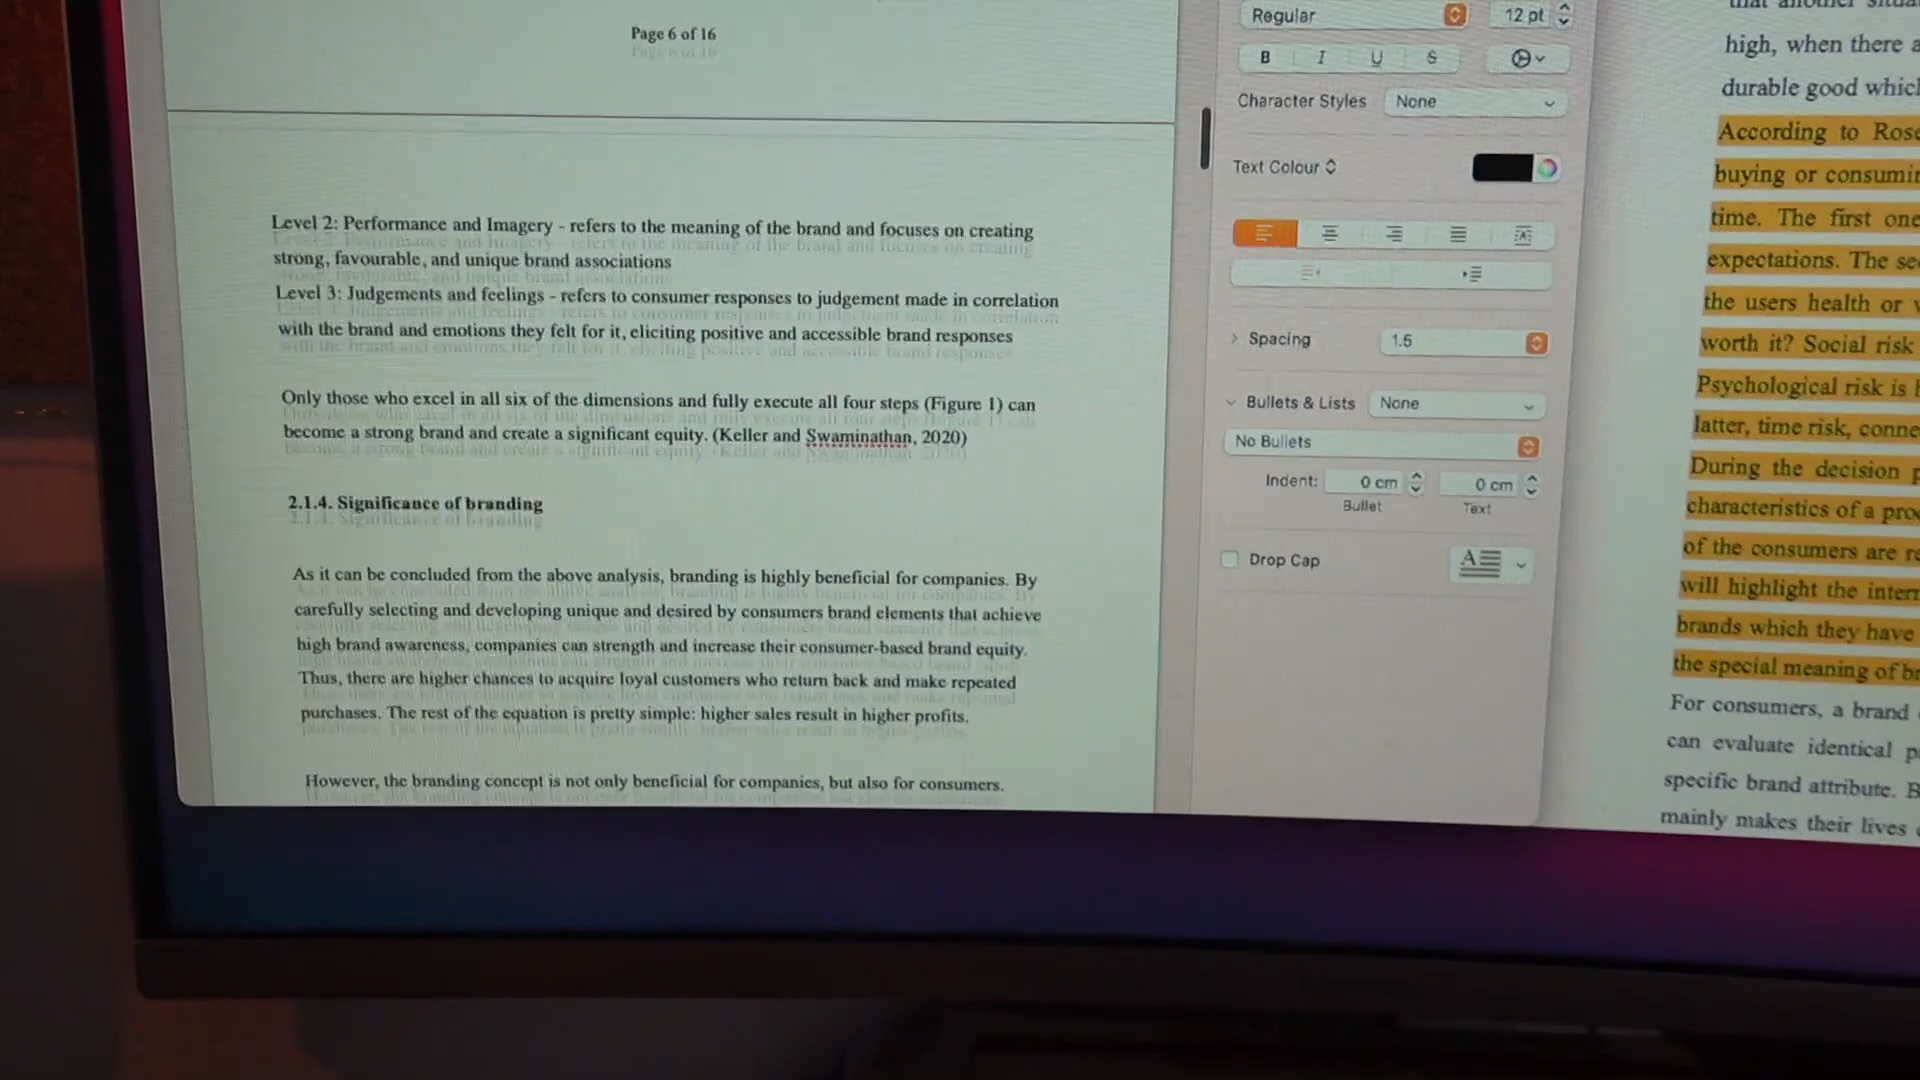 Page 6 of 16
Level 2: Performance and Imagery - refers to the meaning of the brand and focuses on creating
strong, favourable, and unique brand associations
Level 3: Judgements and feelings - refers to consumer responses to judgement made in correlation
with the brand and emotions they felt for it, eliciting positive and accessible brand responses
Only those who excel in all six of the dimensions and fully execute all four steps (Figure 1) can
become a strong brand and create a significant equity. (Keller and Swaminathan, 2020)
2.1.4. Significance of branding
As it can be concluded from the above analysis, branding is highly beneficial for companies. By
carefully selecting and developing unique and desired by consumers brand elements that achieve
high brand awareness, companies can strength and increase their consumer-based brand equity.
Thus, there are higher chances to acquire loyal customers who return back and make repeated
purchases. The rest of the equation is pretty simple: higher sales result in higher profits.
However, the branding concept is not only beneficial for companies, but also for consumers.
Regular 12 pt
B I U S
Character Styles None
Text Colour
Spacing 1.5
Bullets & Lists None
No Bullets
Indent: 0 cm 0 cm
Bullet Text
Drop Cap A
that another
high, when there
durable good
According to
buying or
time. The first one
expectations. The
the users health or
worth it? Social risk
Psychological risk is
latter, time risk,
During the decision
characteristics of a
of the consumers are
will highlight the
brands which they have
the special meaning of
For consumers, a brand
can evaluate identical
specific brand attribute.
mainly makes their lives